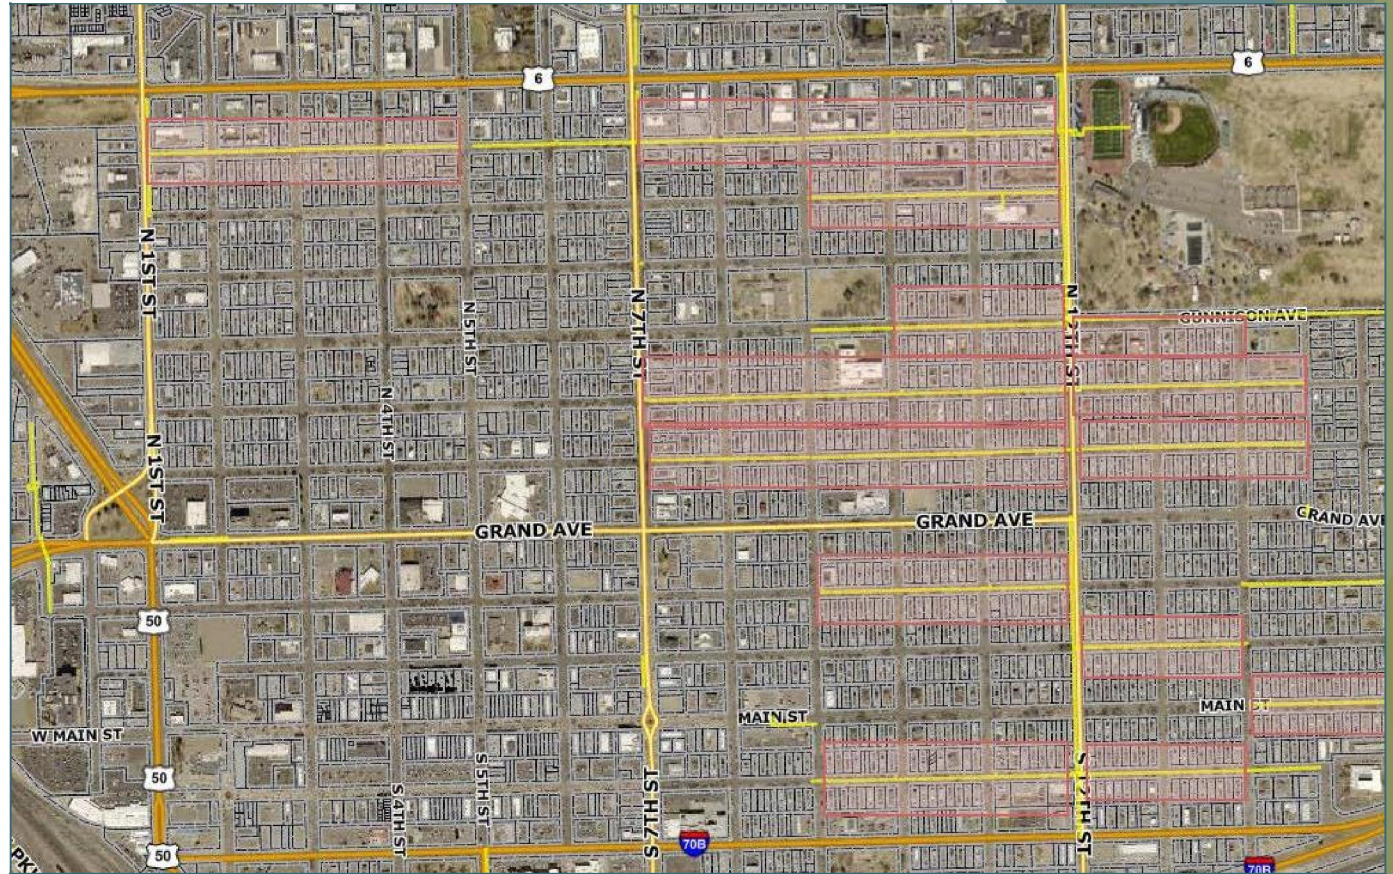 6
6
N 1ST ST
N 5TH ST
N 7TH ST
N 12TH ST
GUNNISON AVE
N 4TH ST
N 1ST ST
GRAND AVE
GRAND AVE
GRAND AVE
50
MAIN ST
MAIN ST
W MAIN ST
50
S 4TH ST
S 5TH ST
S 7TH ST
S 12TH ST
50
70B
70B